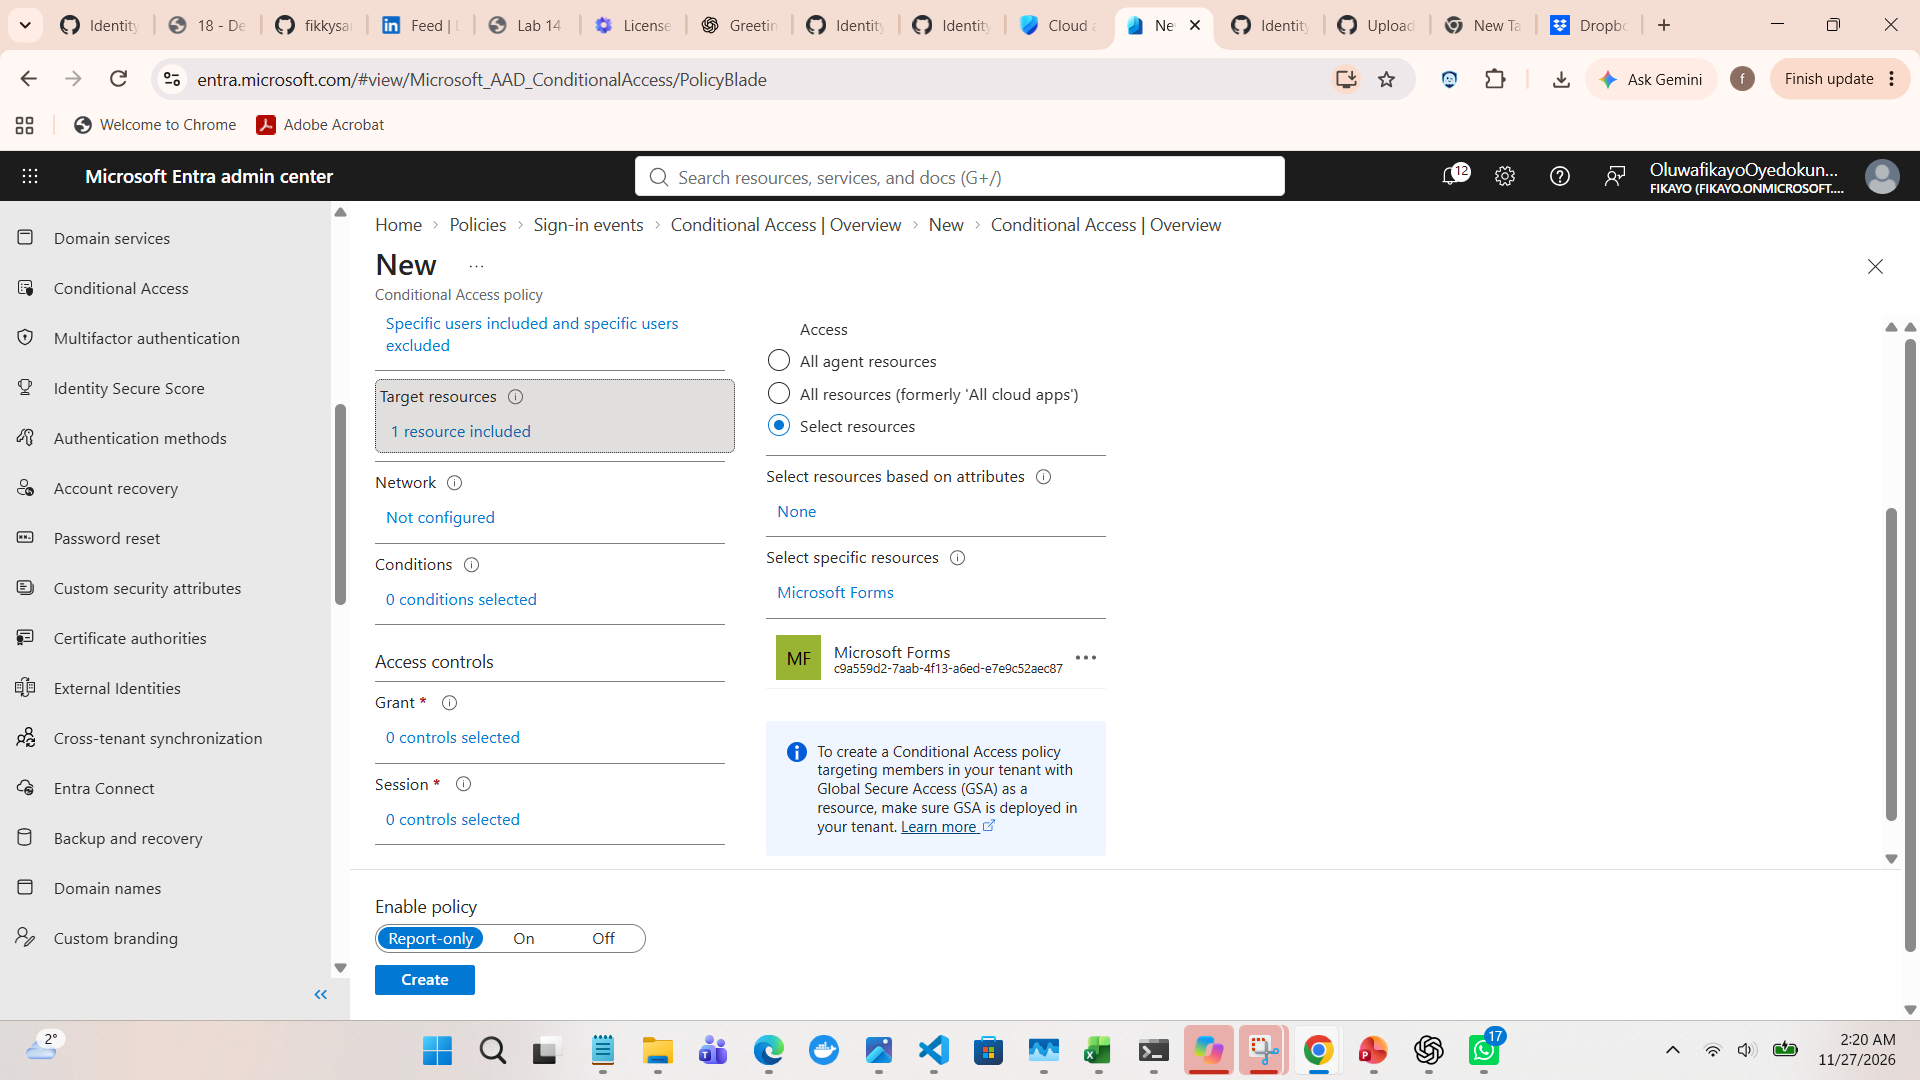 Identity
18 - De
fikkysa
Feed | L
Lab 14
License
Greetin
Identity
Identity
Cloud a
Ne
Identity
Upload
New Ta
Dropbo
entra.microsoft.com/#view/Microsoft_AAD_ConditionalAccess/PolicyBlade
Ask Gemini
f
Finish update
Welcome to Chrome
Adobe Acrobat
Microsoft Entra admin center
Search resources, services, and docs (G+/)
12
OluwafikayoOyedokun...
FIKAYO (FIKAYO.ONMICROSOFT....
Domain services
Conditional Access
Multifactor authentication
Identity Secure Score
Authentication methods
Account recovery
Password reset
Custom security attributes
Certificate authorities
External Identities
Cross-tenant synchronization
Entra Connect
Backup and recovery
Domain names
Custom branding
Home > Policies > Sign-in events > Conditional Access | Overview > New > Conditional Access | Overview
New ...
Conditional Access policy
Specific users included and specific users
excluded
Target resources
1 resource included
Network
Not configured
Conditions
0 conditions selected
Access controls
Grant *
0 controls selected
Session *
0 controls selected
Access
All agent resources
All resources (formerly 'All cloud apps')
Select resources
Select resources based on attributes
None
Select specific resources
Microsoft Forms
MF
Microsoft Forms
c9a559d2-7aab-4f13-a6ed-e7e9c52aec87
To create a Conditional Access policy
targeting members in your tenant with
Global Secure Access (GSA) as a
resource, make sure GSA is deployed in
your tenant. Learn more
Enable policy
Report-only On Off
Create
2°
17
2:20 AM
11/27/2026